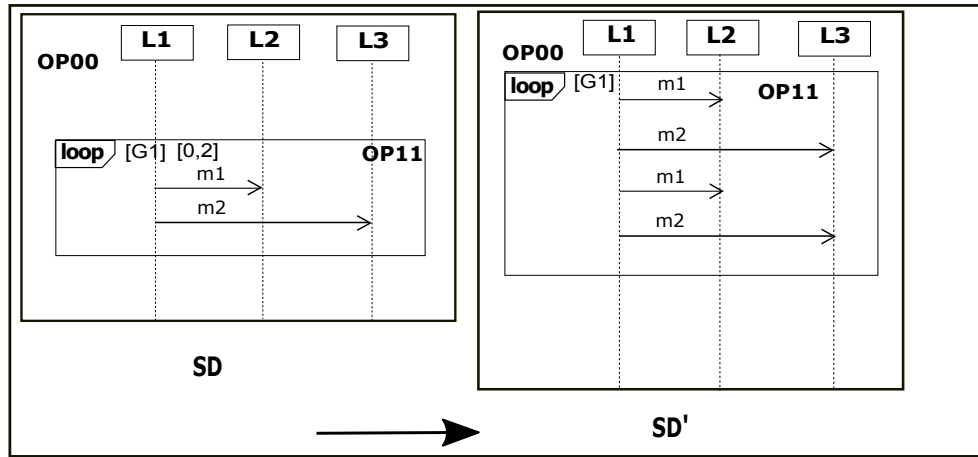 L1 L2 L3
OP00
loop [G1] [0,2] OP11
m1
m2
SD
L1 L2 L3
OP00
loop [G1] m1 OP11
m2
m1
m2
SD'